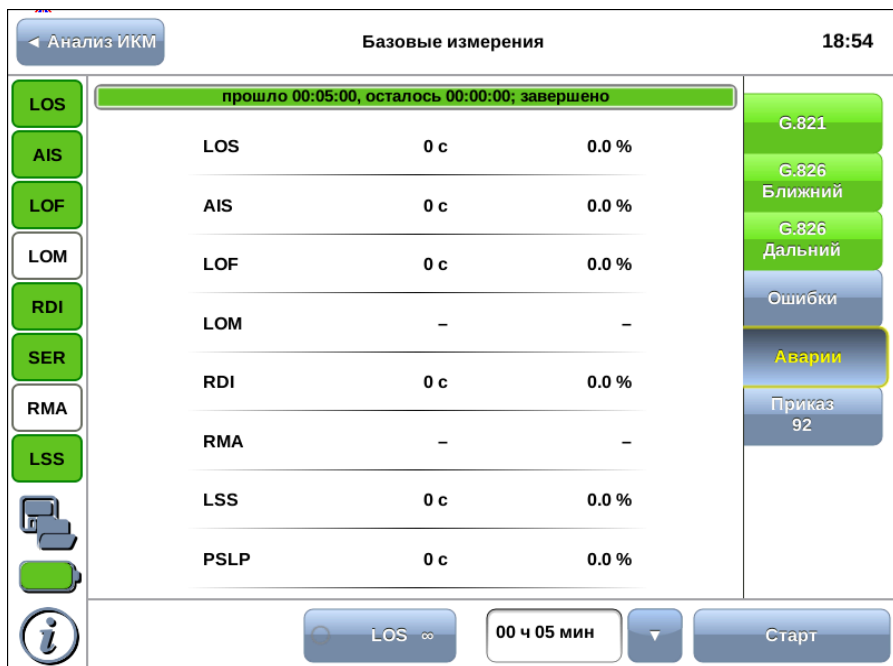 ◄ Анализ ИКМ
Базовые измерения
18:54
LOS
AIS
LOF
LOM
RDI
SER
RMA
LSS
прошло 00:05:00, осталось 00:00:00; завершено
LOS 0 с 0.0 %
AIS 0 с 0.0 %
LOF 0 с 0.0 %
LOM – –
RDI 0 с 0.0 %
RMA – –
LSS 0 с 0.0 %
PSLP 0 с 0.0 %
G.821
G.826
Ближний
G.826
Дальний
Ошибки
Аварии
Приказ
92
i
LOS ∞
00 ч 05 мин
▼
Старт